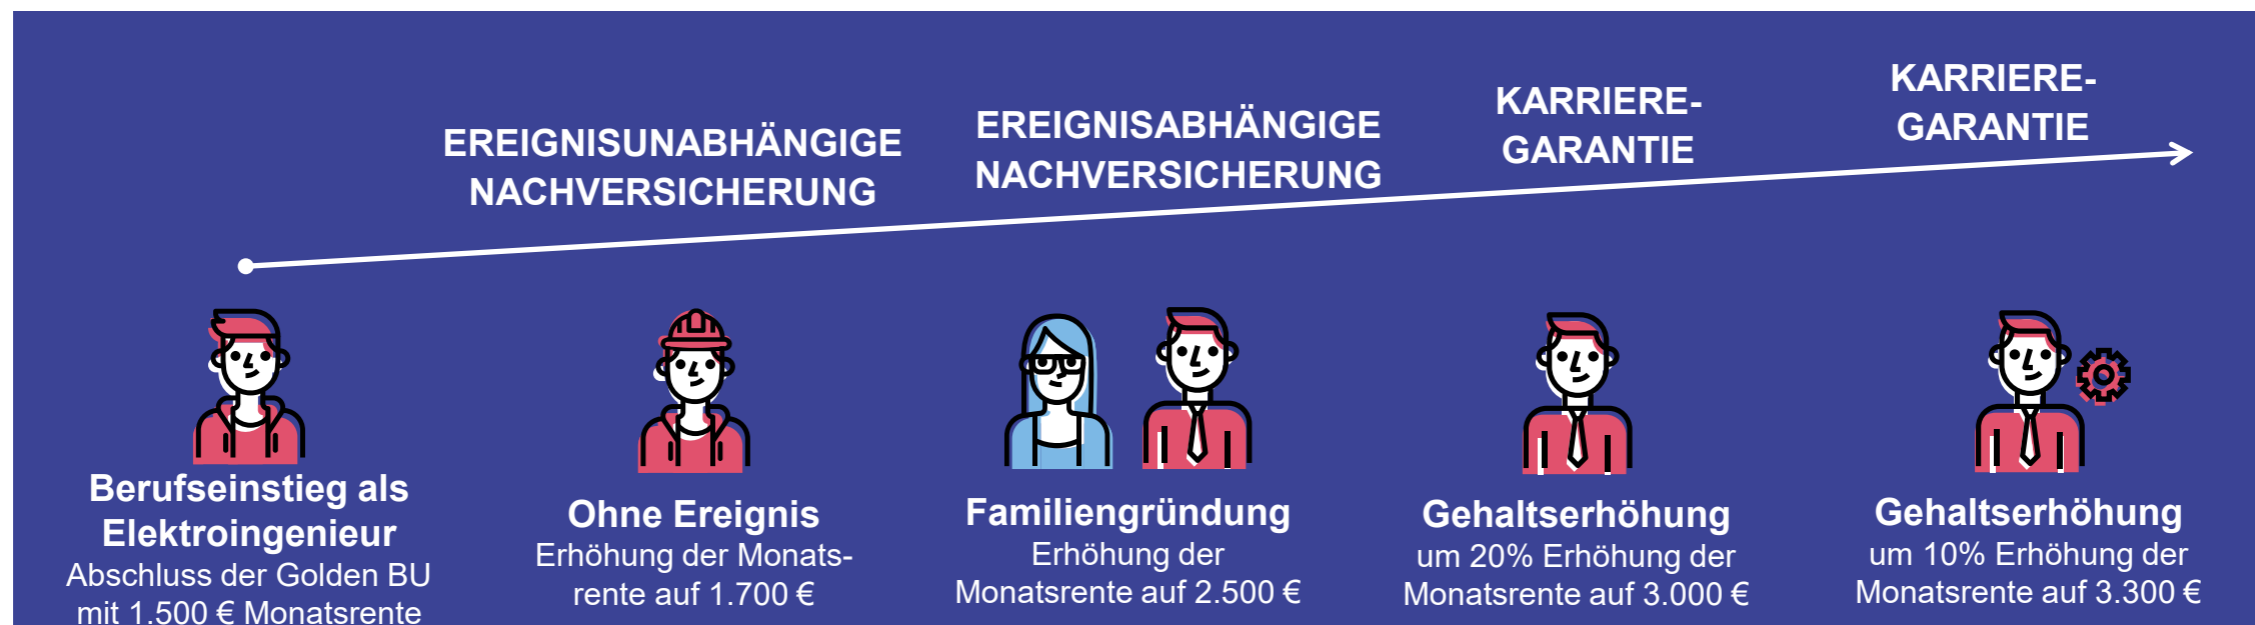 EREIGNISUNABHÄNGIGE
NACHVERSICHERUNG
EREIGNISABHÄNGIGE
NACHVERSICHERUNG
KARRIERE-
GARANTIE
KARRIERE-
GARANTIE
Berufseinstieg als
Elektroingenieur
Abschluss der Golden BU
mit 1.500 € Monatsrente
Ohne Ereignis
Erhöhung der Monats-
rente auf 1.700 €
Familiengründung
Erhöhung der
Monatsrente auf 2.500 €
Gehaltserhöhung
um 20% Erhöhung der
Monatsrente auf 3.000 €
Gehaltserhöhung
um 10% Erhöhung der
Monatsrente auf 3.300 €